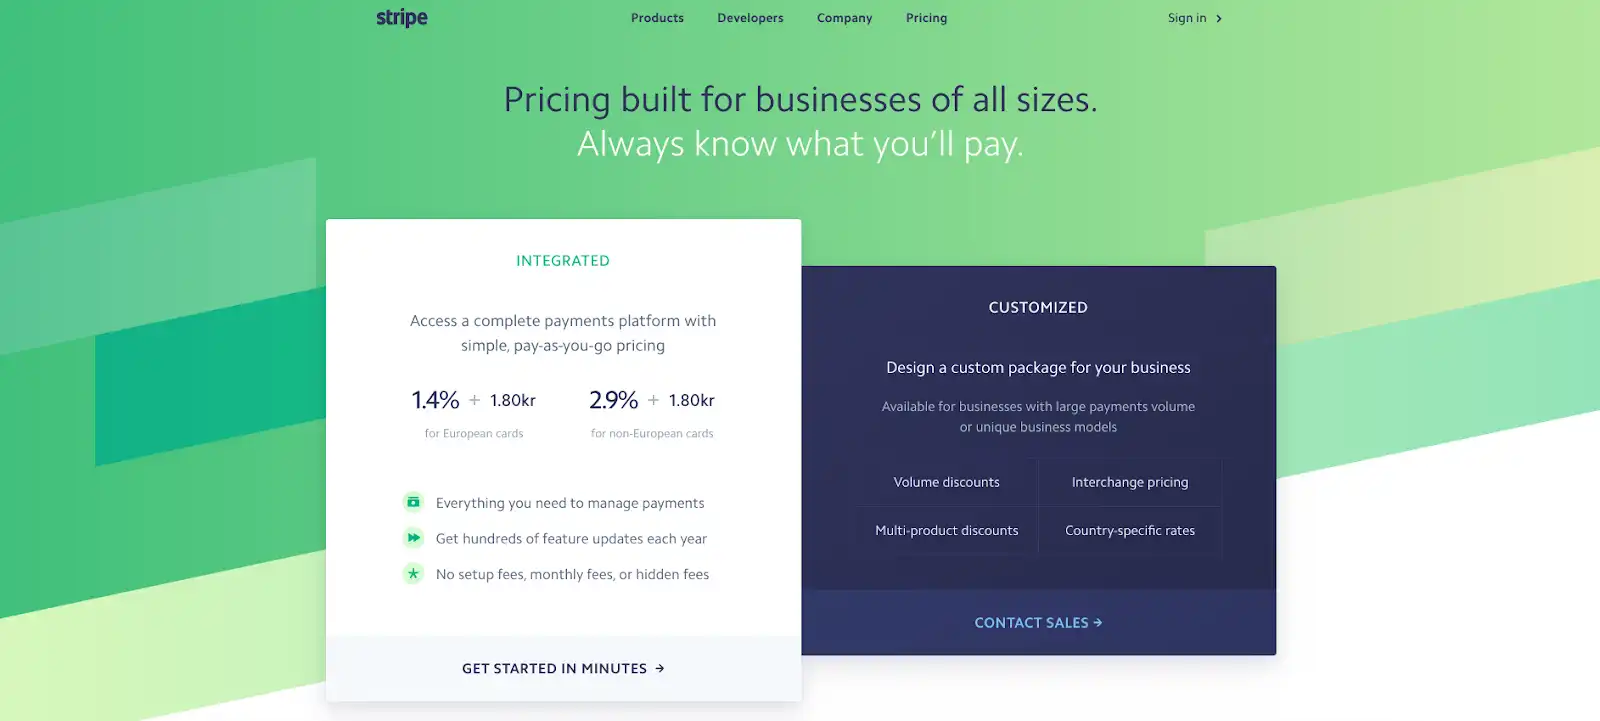 stripe
Products Developers Company Pricing
Sign in
Pricing built for businesses of all sizes.
Always know what you’ll pay.
INTEGRATED
Access a complete payments platform with
simple, pay-as-you-go pricing
1.4% + 1.80kr
for European cards
2.9% + 1.80kr
for non-European cards
Everything you need to manage payments
Get hundreds of feature updates each year
No setup fees, monthly fees, or hidden fees
GET STARTED IN MINUTES →
CUSTOMIZED
Design a custom package for your business
Available for businesses with large payments volume
or unique business models
Volume discounts
Interchange pricing
Multi-product discounts
Country-specific rates
CONTACT SALES →